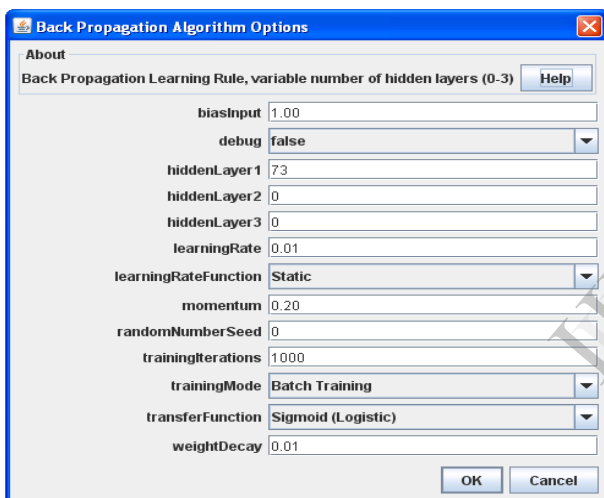 Back Propagation Algorithm Options
About
Back Propagation Learning Rule, variable number of hidden layers (0-3) Help
biasInput 1.00
debug false
hiddenLayer1 73
hiddenLayer2 0
hiddenLayer3 0
learningRate 0.01
learningRateFunction Static
momentum 0.20
randomNumberSeed 0
trainingIterations 1000
trainingMode Batch Training
transferFunction Sigmoid (Logistic)
weightDecay 0.01
OK Cancel